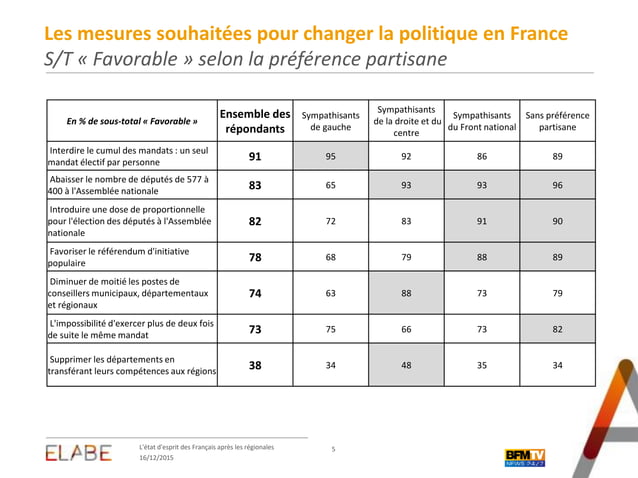 Les mesures souhaitées pour changer la politique en France
S/T « Favorable » selon la préférence partisane
En % de sous-total « Favorable »
Ensemble des
répondants
Sympathisants
de gauche
Sympathisants
de la droite et du
centre
Sympathisants
du Front national
Sans préférence
partisane
Interdire le cumul des mandats : un seul
mandat électif par personne
91 95 92 86 89
Abaisser le nombre de députés de 577 à
400 à l'Assemblée nationale
83 65 93 93 96
Introduire une dose de proportionnelle
pour l'élection des députés à l'Assemblée
nationale
82 72 83 91 90
Favoriser le référendum d'initiative
populaire
78 68 79 88 89
Diminuer de moitié les postes de
conseillers municipaux, départementaux
et régionaux
74 63 88 73 79
L'impossibilité d'exercer plus de deux fois
de suite le même mandat
73 75 66 73 82
Supprimer les départements en
transférant leurs compétences aux régions
38 34 48 35 34
ELABE
L'état d'esprit des Français après les régionales
16/12/2015
5
BFMTV
NEWS 24/7